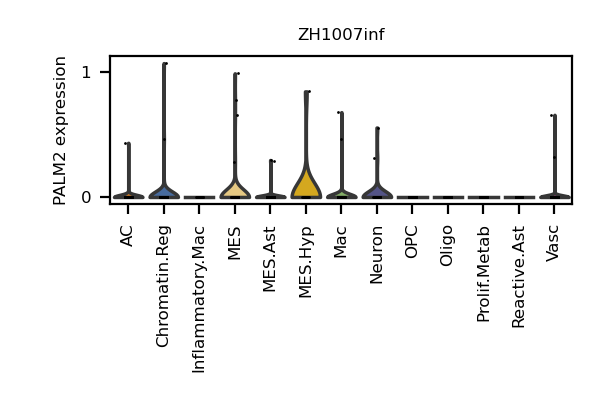 ZH1007inf
PALM2 expression
1
0
AC
Chromatin.Reg
Inflammatory.Mac
MES
MES.Ast
MES.Hyp
Mac
Neuron
OPC
Oligo
Prolif.Metab
Reactive.Ast
Vasc